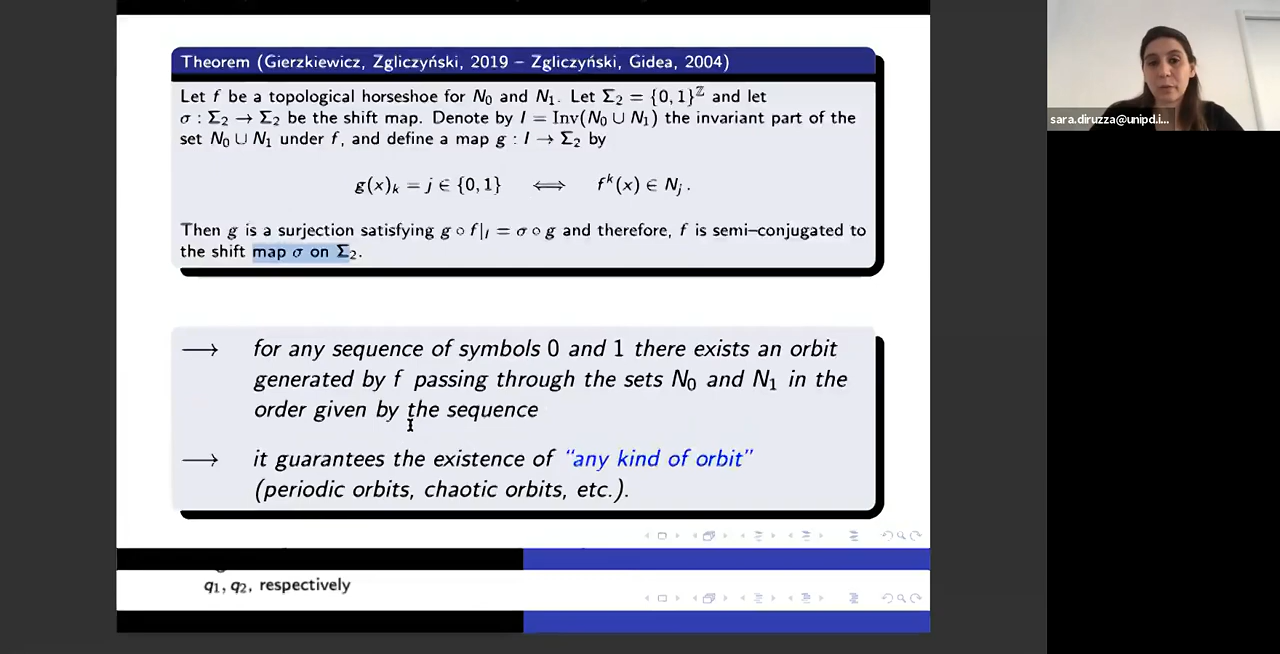 Theorem (Gierzkiewicz, Zgliczyński, 2019 – Zgliczyński, Gidea, 2004)
sara.diruzza@unipd.i...
Let f be a topological horseshoe for N₀ and N₁. Let Σ₂ = {0, 1}^ℤ and let
σ : Σ₂ → Σ₂ be the shift map. Denote by I = Inv(N₀ ∪ N₁) the invariant part of the
set N₀ ∪ N₁ under f, and define a map g : I → Σ₂ by
g(x)ₖ = j ∈ {0, 1} ⟺ fᵏ(x) ∈ Nⱼ .
Then g is a surjection satisfying g ∘ f|_I = σ ∘ g and therefore, f is semi–conjugated to
the shift map σ on Σ₂.
⟶ for any sequence of symbols 0 and 1 there exists an orbit
generated by f passing through the sets N₀ and N₁ in the
order given by the sequence
⟶ it guarantees the existence of “any kind of orbit”
(periodic orbits, chaotic orbits, etc.).
q₁, q₂, respectively